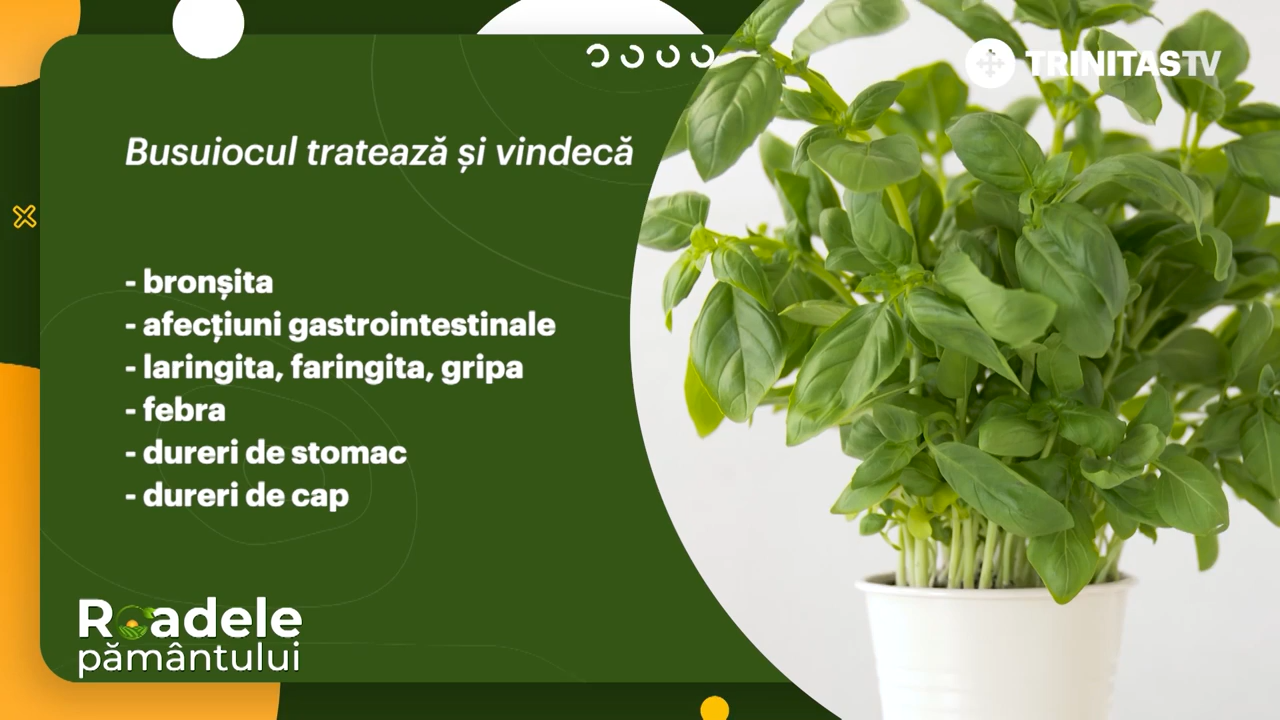 TRINITAS TV
Busuiocul tratează și vindecă
- bronșita
- afecțiuni gastrointestinale
- laringita, faringita, gripa
- febra
- dureri de stomac
- dureri de cap
Roadele
pământului